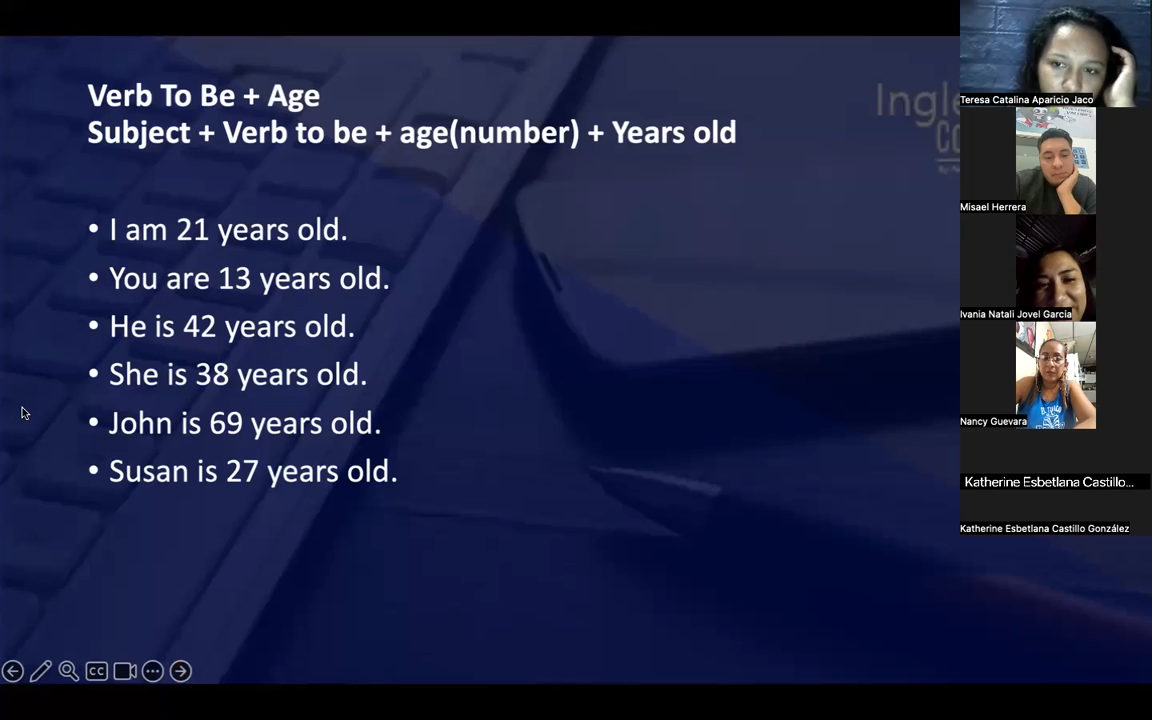 Verb To Be + Age
Subject + Verb to be + age(number) + Years old
• I am 21 years old.
• You are 13 years old.
• He is 42 years old.
• She is 38 years old.
• John is 69 years old.
• Susan is 27 years old.
CC
Teresa Catalina Aparicio Jaco
Misael Herrera
Ivania Natali Jovel Garcia
Nancy Guevara
Katherine Esbetlana Castillo...
Katherine Esbetlana Castillo González